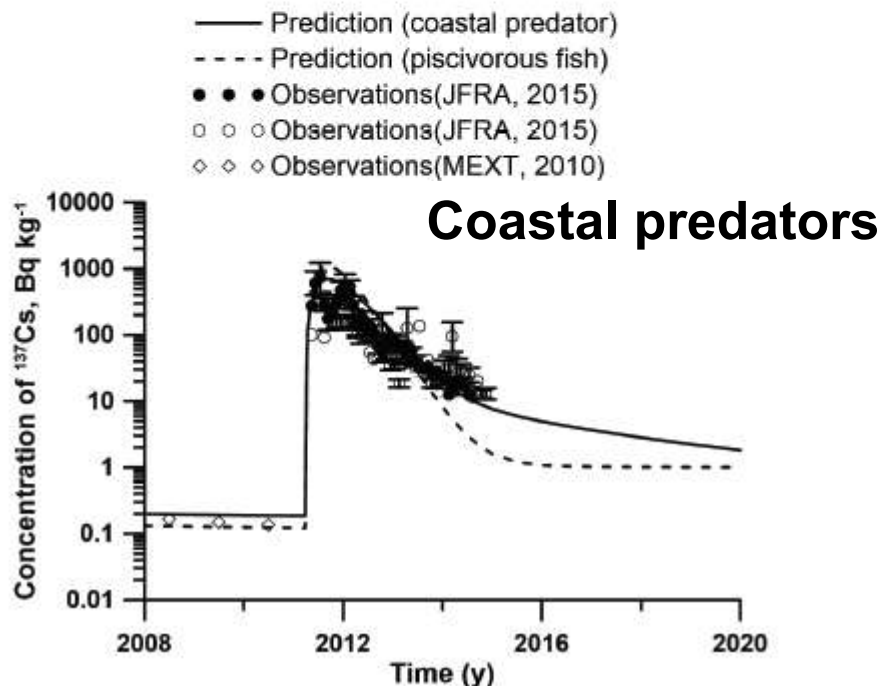 Prediction (coastal predator)
Prediction (piscivorous fish)
Observations(JFRA, 2015)
Observations(JFRA, 2015)
Observations(MEXT, 2010)
Coastal predators
10000
1000
100
10
1
0.1
0.01
Concentration of ¹³⁷Cs, Bq kg⁻¹
2008
2012
2016
2020
Time (y)